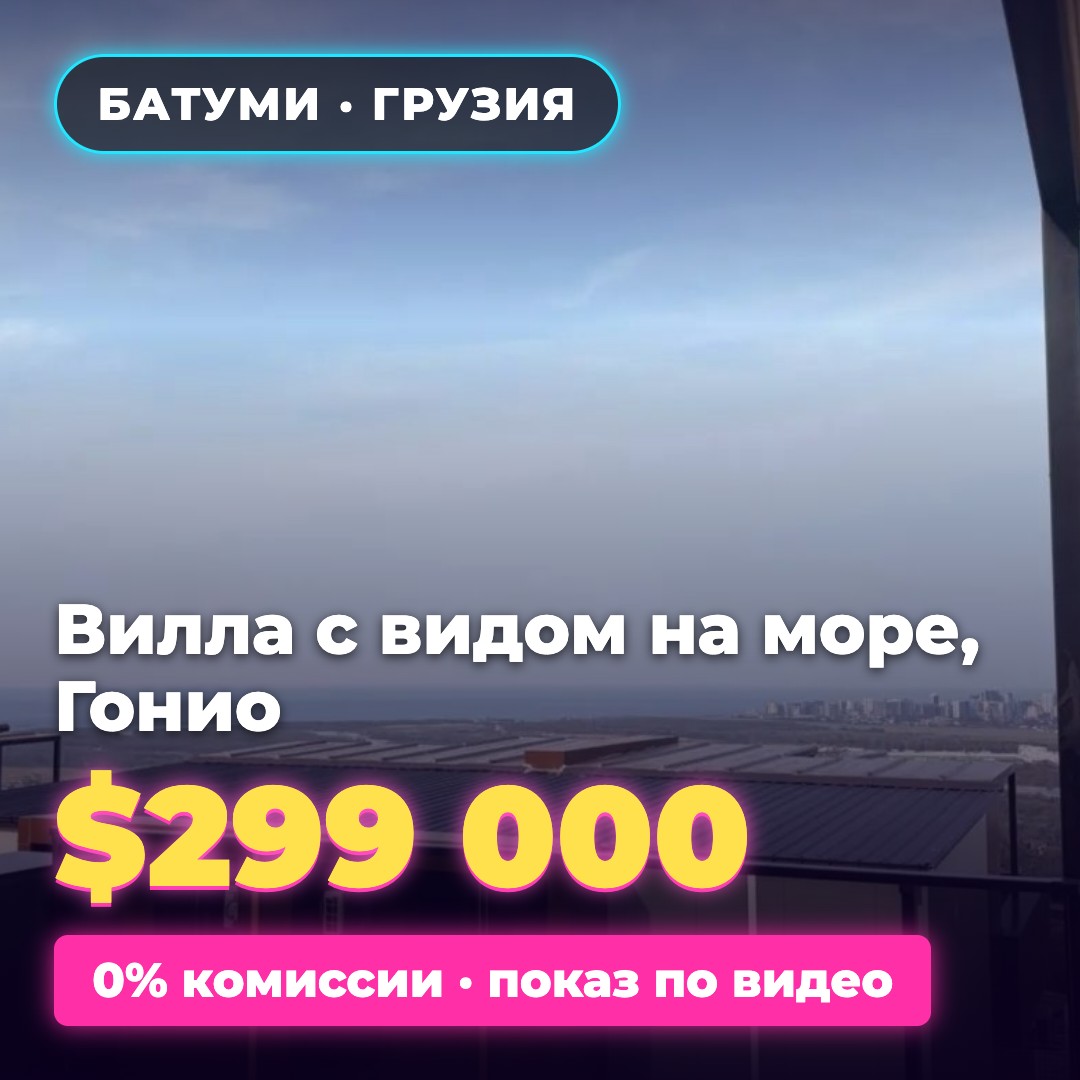 БАТУМИ • ГРУЗИЯ
Вилла с видом на море,
Гонио
$299 000
0% комиссии • показ по видео